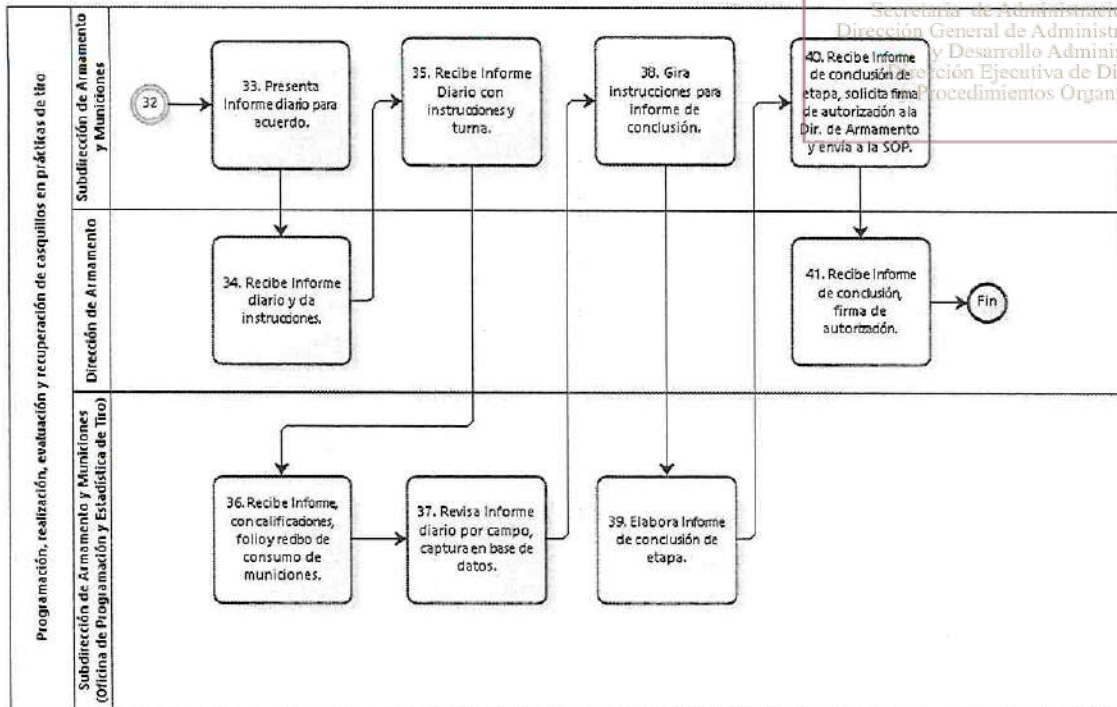 Programación, realización, evaluación y recuperación de casquillos en prácticas de tiro
Subdirección de Armamento
y Municiones
32
33. Presenta
Informe diario para
acuerdo.
35. Recibe Informe
Diario con
instrucciones y
turna.
38. Gira
instrucciones para
informe de
conclusión.
40. Recibe Informe
de conclusión de
etapa, solicita firma
de autorización a la
Dir. de Armamento
y envía a la SOP.
Secretaría de Administració
Dirección General de Administr
y Desarrollo Admini
Dirección Ejecutiva de Di
Procedimientos Organ
Dirección de Armamento
34. Recibe Informe
diario y da
instrucciones.
41. Recibe Informe
de conclusión,
firma de
autorización.
Fin
Subdirección de Armamento y Municiones
(Oficina de Programación y Estadística de Tiro)
36. Recibe Informe,
con calificaciones,
folio y recibo de
consumo de
municiones.
37. Revisa Informe
diario por campo,
captura en base de
datos.
39. Elabora Informe
de conclusión de
etapa.